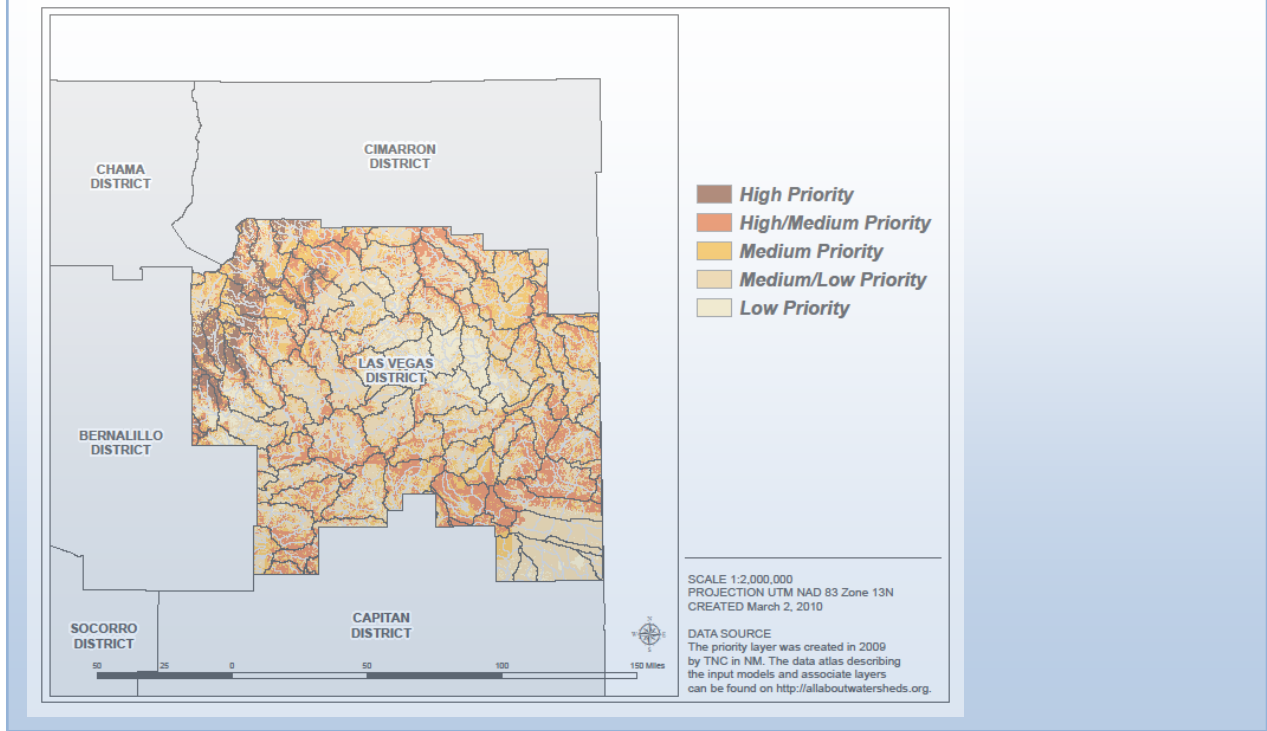 CIMARRON
DISTRICT
CHAMA
DISTRICT
High Priority
High/Medium Priority
Medium Priority
Medium/Low Priority
Low Priority
LAS VEGAS
DISTRICT
BERNALILLO
DISTRICT
SCALE 1:2,000,000
PROJECTION UTM NAD 83 Zone 13N
CREATED March 2, 2010
CAPITAN
DISTRICT
SOCORRO
DISTRICT
N
W E
S
DATA SOURCE
The priority layer was created in 2009
by TNC in NM. The data atlas describing
the input models and associate layers
can be found on http://allaboutwatersheds.org.
50 25 0 50 100 150 Miles